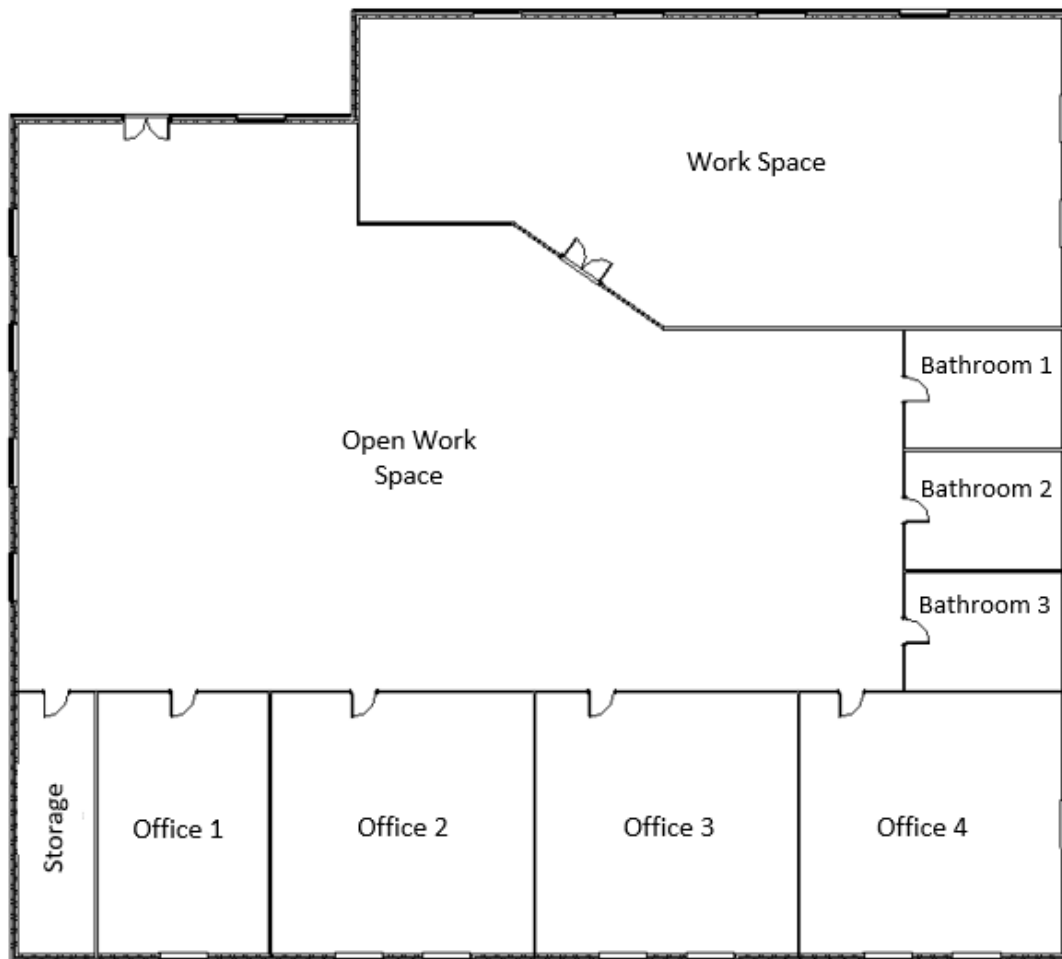 Work Space
Bathroom 1
Open Work
Space
Bathroom 2
Bathroom 3
Storage
Office 1
Office 2
Office 3
Office 4